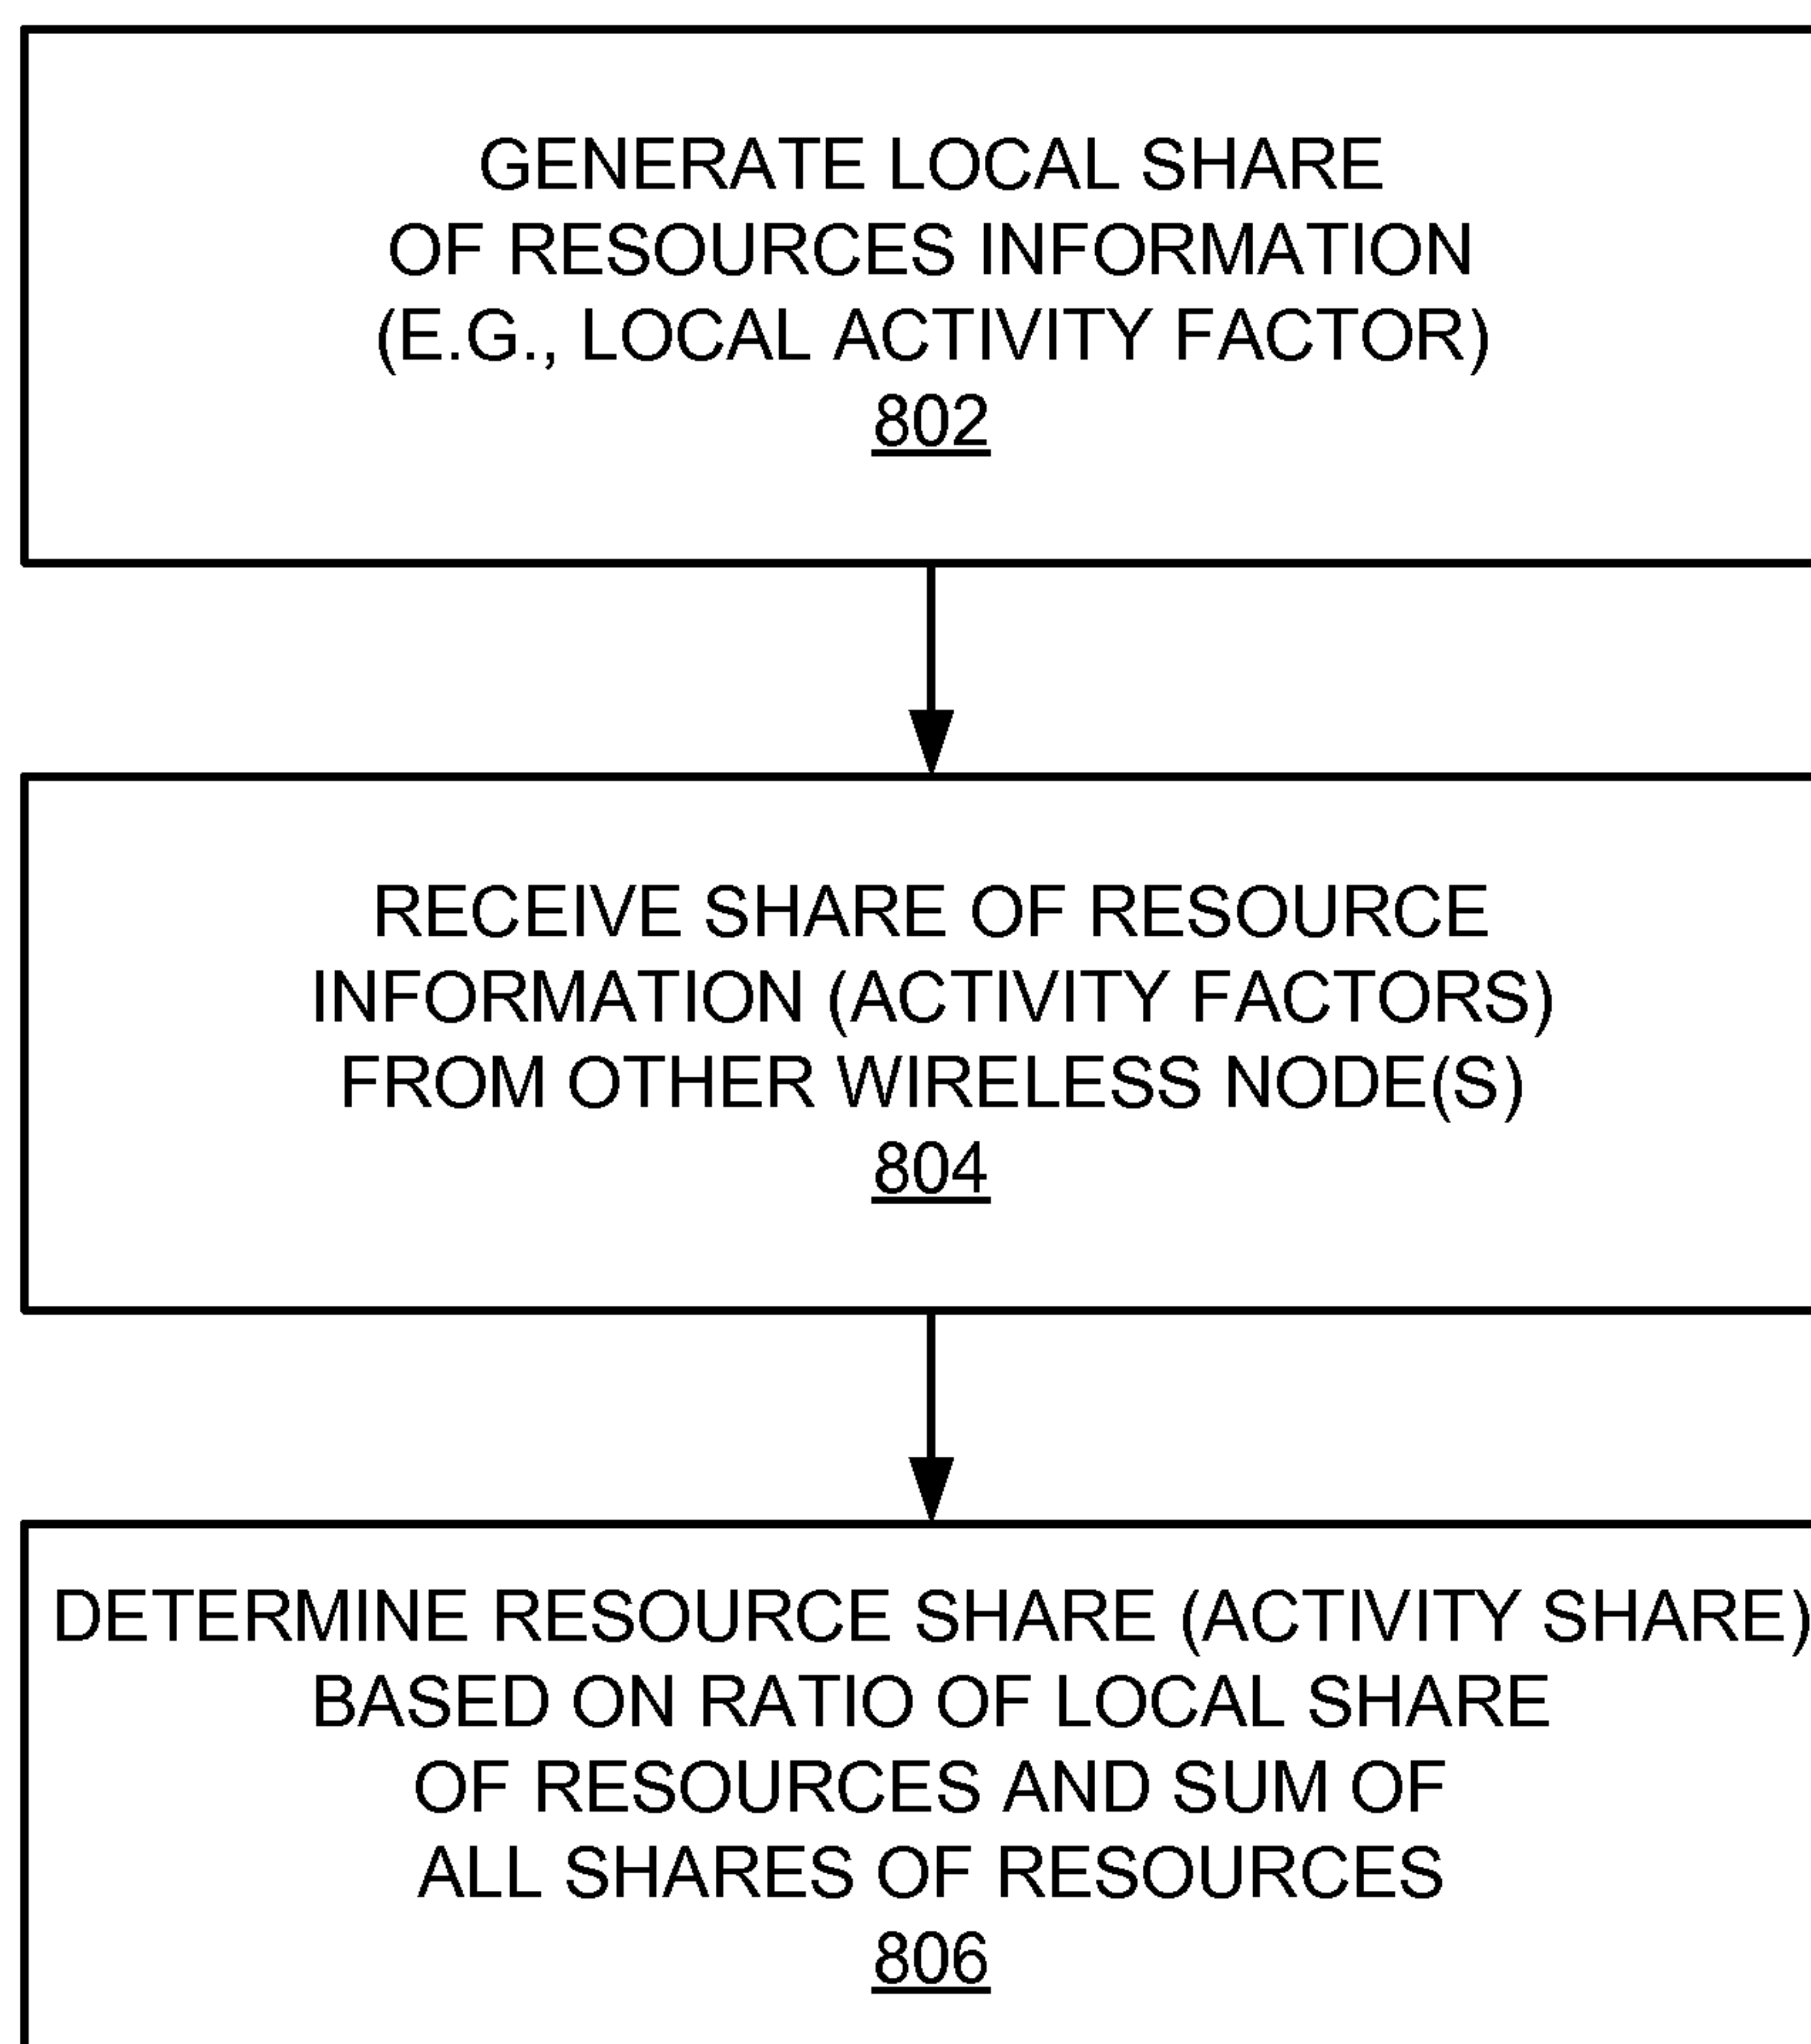 GENERATE LOCAL SHARE
OF RESOURCES INFORMATION
(E.G., LOCAL ACTIVITY FACTOR)
802
RECEIVE SHARE OF RESOURCE
INFORMATION (ACTIVITY FACTORS)
FROM OTHER WIRELESS NODE(S)
804
DETERMINE RESOURCE SHARE (ACTIVITY SHARE)
BASED ON RATIO OF LOCAL SHARE
OF RESOURCES AND SUM OF
ALL SHARES OF RESOURCES
806